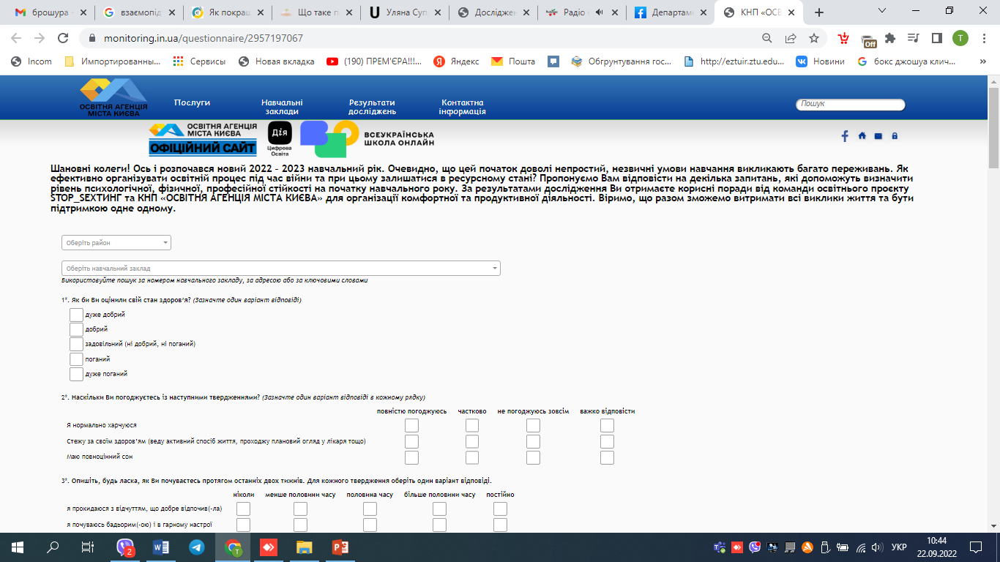 брошура
взаємопід
Як покращ
Що таке п
Уляна Суп
Дослідже
Радіо
Департам
КНП «ОСВ
monitoring.in.ua/questionnaire/2957197067
Off
T
Incom
Импортированны...
Сервисы
Новая вкладка
(190) ПРЕМ'ЄРА!!!...
Яндекс
Пошта
Обгрунтування гос...
http://eztuir.ztu.edu...
Новини
бокс джошуа клич...
»
ОСВІТНЯ АГЕНЦІЯ
МІСТА КИЄВА
Послуги
Навчальні
заклади
Результати
досліджень
Контактна
інформація
Пошук
ОСВІТНЯ АГЕНЦІЯ
МІСТА КИЄВА
ОФІЦІЙНИЙ САЙТ
Дія
Цифрова
Освіта
ВСЕУКРАЇНСЬКА
ШКОЛА ОНЛАЙН
Шановні колеги! Ось і розпочався новий 2022 – 2023 навчальний рік. Очевидно, що цей початок доволі непростий, незвичні умови навчання викликають багато переживань. Як
ефективно організувати освітній процес під час війни та при цьому залишатися в ресурсному стані? Пропонуємо Вам відповісти на декілька запитань, які допоможуть визначити
рівень психологічної, фізичної, професійної стійкості на початку навчального року. За результатами дослідження Ви отримаєте корисні поради від команди освітнього проєкту
STOP_SEXТИНГ та КНП «ОСВІТНЯ АГЕНЦІЯ МІСТА КИЄВА» для організації комфортної та продуктивної діяльності. Віримо, що разом зможемо витримати всі виклики життя та бути
підтримкою одне одному.
Оберіть район
Оберіть навчальний заклад
Використовуйте пошук за номером навчального закладу, за адресою або за ключовими словами
1*. Як би Ви оцінили свій стан здоров’я? (Зазначте один варіант відповіді)
дуже добрий
добрий
задовільний (ні добрий, ні поганий)
поганий
дуже поганий
2*. Наскільки Ви погоджуєтесь із наступними твердженнями? (Зазначте один варіант відповіді в кожному рядку)
повністю погоджуюсь частково не погоджуюсь зовсім важко відповісти
Я нормально харчуюся
Стежу за своїм здоров’ям (веду активний спосіб життя, проходжу плановий огляд у лікаря тощо)
Маю повноцінний сон
3*. Опишіть, будь ласка, як Ви почуваєтесь протягом останніх двох тижнів. Для кожного твердження оберіть один варіант відповіді.
ніколи менше половини часу половина часу більше половини часу постійно
я прокидаюся з відчуттям, що добре відпочив(-ла)
я почуваюсь бадьорим(-ою) і в гарному настрої
2
УКР
10:44
22.09.2022